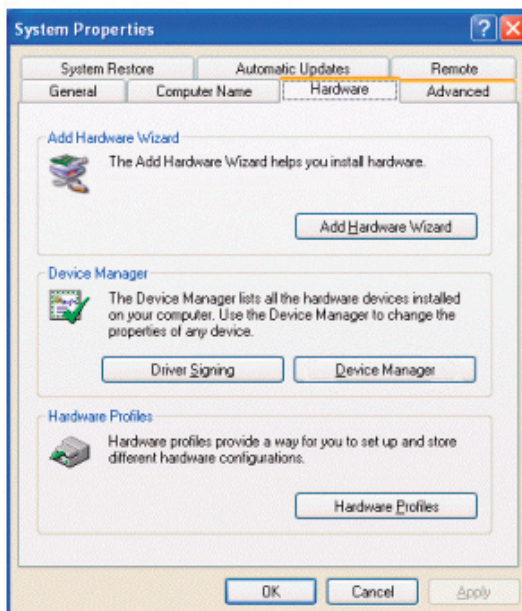 System Properties
System Restore
Automatic Updates
Remote
General
Computer Name
Hardware
Advanced
Add Hardware Wizard
The Add Hardware Wizard helps you install hardware.
Add Hardware Wizard
Device Manager
The Device Manager lists all the hardware devices installed
on your computer. Use the Device Manager to change the
properties of any device.
Driver Signing
Device Manager
Hardware Profiles
Hardware profiles provide a way for you to set up and store
different hardware configurations.
Hardware Profiles
OK
Cancel
Apply